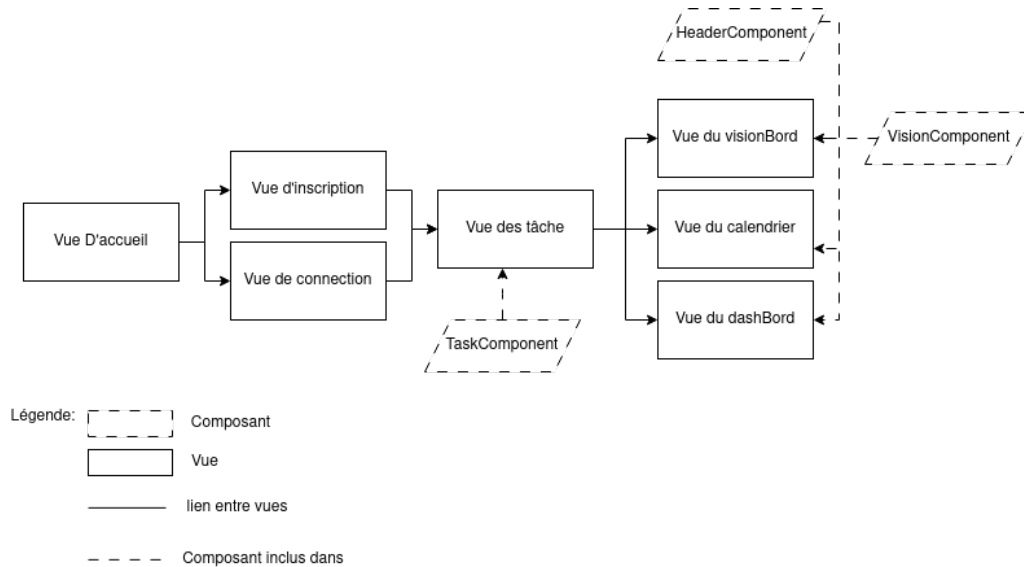 HeaderComponent
Vue du visionBord
VisionComponent
Vue d'inscription
Vue D'accueil
Vue des tâche
Vue du calendrier
Vue de connection
Vue du dashBord
TaskComponent
Légende:
Composant
Vue
lien entre vues
Composant inclus dans